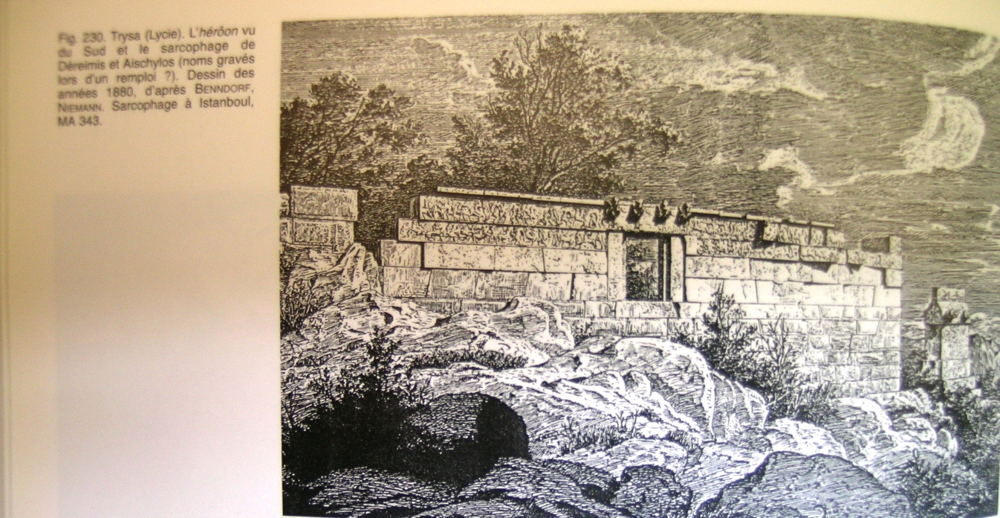 Fig. 230. Trysa (Lycie). L'hérôon vu
du Sud et le sarcophage de
Déreimis et Aischylos (noms gravés
lors d'un remploi ?). Dessin des
années 1880, d'après BENNDORF,
NIEMANN. Sarcophage à Istanboul,
MA 343.